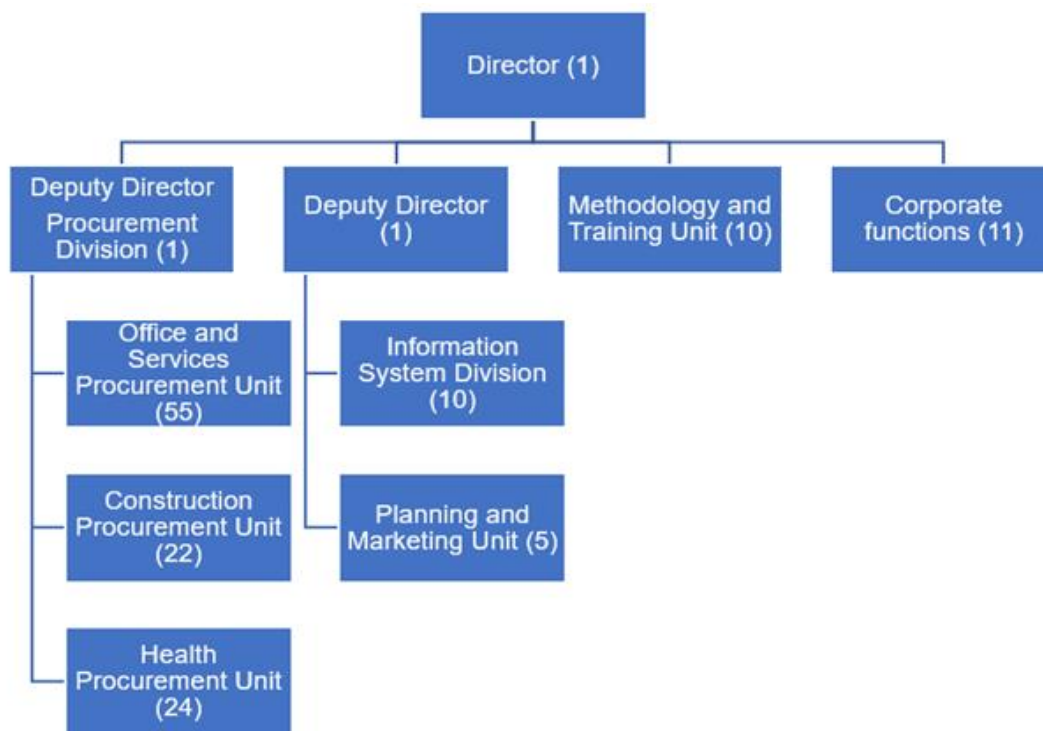 Director (1)
Deputy Director
Procurement
Division (1)
Deputy Director
(1)
Methodology and
Training Unit (10)
Corporate
functions (11)
Office and
Services
Procurement Unit
(55)
Construction
Procurement Unit
(22)
Health
Procurement Unit
(24)
Information
System Division
(10)
Planning and
Marketing Unit (5)